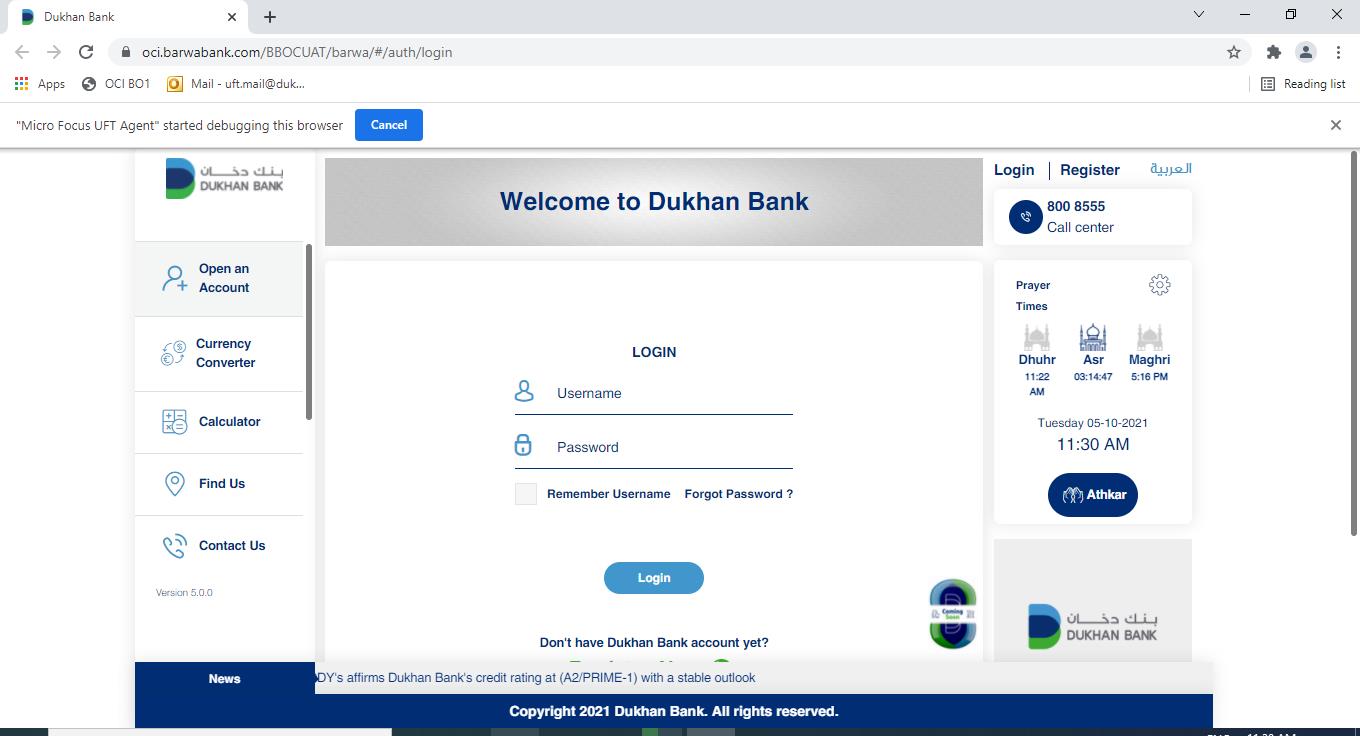 Dukhan Bank
oci.barwabank.com/BBOCUAT/barwa/#/auth/login
Apps
OCI BO1
Mail - uft.mail@duk...
Reading list
"Micro Focus UFT Agent" started debugging this browser
Cancel
بنك دخان
DUKHAN BANK
Open an
Account
Currency
Converter
Calculator
Find Us
Contact Us
Version 5.0.0
Welcome to Dukhan Bank
LOGIN
Username
Password
Remember Username Forgot Password ?
Login
Coming
Soon
Don't have Dukhan Bank account yet?
Login Register العربية
800 8555
Call center
Prayer
Times
Dhuhr Asr Maghri
11:22 03:14:47 5:16 PM
AM
Tuesday 05-10-2021
11:30 AM
Athkar
بنك دخان
DUKHAN BANK
News
DY's affirms Dukhan Bank's credit rating at (A2/PRIME-1) with a stable outlook
Copyright 2021 Dukhan Bank. All rights reserved.